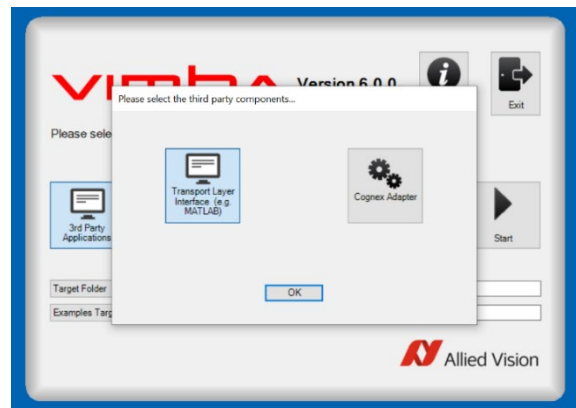 Version 6.0.0
Please select the third party components...
Exit
Please sele
Transport Layer
Interface (e.g.
MATLAB)
Cognex Adapter
3rd Party
Applications
Start
Target Folder
OK
Examples Targ
Allied Vision